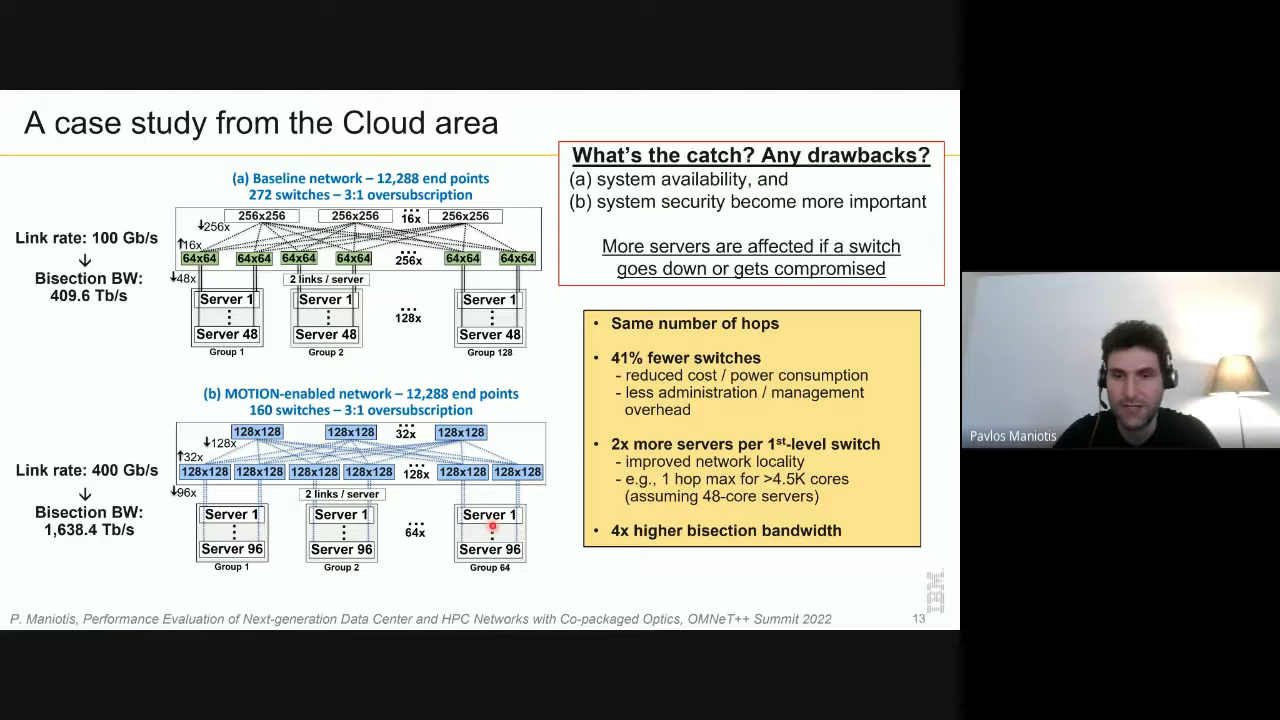 A case study from the Cloud area
(a) Baseline network – 12,288 end points
272 switches – 3:1 oversubscription
Link rate: 100 Gb/s
↓
Bisection BW:
409.6 Tb/s
256x256 256x256 ... 16x 256x256
↓256x
↑16x
64x64 64x64 64x64 64x64 ... 256x 64x64 64x64
↓48x
2 links / server
Server 1 Server 1 Server 1
⋮ ⋮ ... 128x ⋮
Server 48 Server 48 Server 48
Group 1 Group 2 Group 128
(b) MOTION-enabled network – 12,288 end points
160 switches – 3:1 oversubscription
Link rate: 400 Gb/s
↓
Bisection BW:
1,638.4 Tb/s
128x128 128x128 ... 32x 128x128
↓128x
↑32x
128x128 128x128 128x128 128x128 ... 128x 128x128 128x128
↓96x
2 links / server
Server 1 Server 1 Server 1
⋮ ⋮ ... 64x ⋮
Server 96 Server 96 Server 96
Group 1 Group 2 Group 64
What's the catch? Any drawbacks?
(a) system availability, and
(b) system security become more important
More servers are affected if a switch
goes down or gets compromised
• Same number of hops
• 41% fewer switches
- reduced cost / power consumption
- less administration / management
overhead
• 2x more servers per 1st-level switch
- improved network locality
- e.g., 1 hop max for >4.5K cores
(assuming 48-core servers)
• 4x higher bisection bandwidth
IBM
P. Maniotis, Performance Evaluation of Next-generation Data Center and HPC Networks with Co-packaged Optics, OMNeT++ Summit 2022
13
Pavlos Maniotis